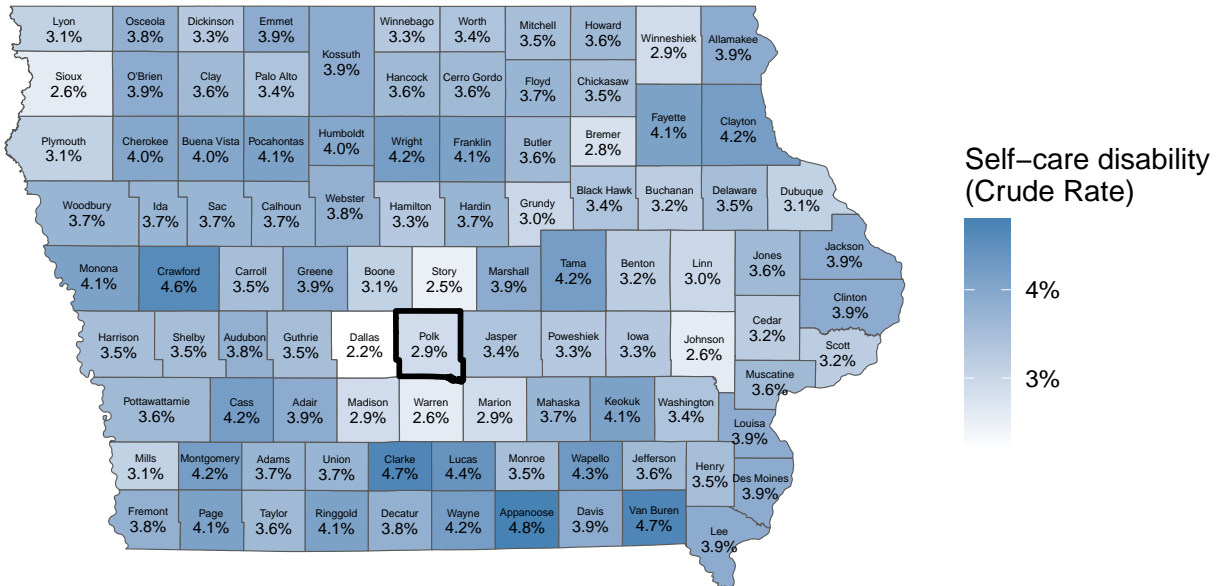 Lyon
3.1%
Osceola
3.8%
Dickinson
3.3%
Emmet
3.9%
Kossuth
3.9%
Winnebago
3.3%
Worth
3.4%
Mitchell
3.5%
Howard
3.6%
Winneshiek
2.9%
Allamakee
3.9%
Sioux
2.6%
O'Brien
3.9%
Clay
3.6%
Palo Alto
3.4%
Hancock
3.6%
Cerro Gordo
3.6%
Floyd
3.7%
Chickasaw
3.5%
Fayette
4.1%
Clayton
4.2%
Plymouth
3.1%
Cherokee
4.0%
Buena Vista
4.0%
Pocahontas
4.1%
Humboldt
4.0%
Wright
4.2%
Franklin
4.1%
Butler
3.6%
Bremer
2.8%
Woodbury
3.7%
Ida
3.7%
Sac
3.7%
Calhoun
3.7%
Webster
3.8%
Hamilton
3.3%
Hardin
3.7%
Grundy
3.0%
Black Hawk
3.4%
Buchanan
3.2%
Delaware
3.5%
Dubuque
3.1%
Monona
4.1%
Crawford
4.6%
Carroll
3.5%
Greene
3.9%
Boone
3.1%
Story
2.5%
Marshall
3.9%
Tama
4.2%
Benton
3.2%
Linn
3.0%
Jones
3.6%
Jackson
3.9%
Clinton
3.9%
Harrison
3.5%
Shelby
3.5%
Audubon
3.8%
Guthrie
3.5%
Dallas
2.2%
Polk
2.9%
Jasper
3.4%
Poweshiek
3.3%
Iowa
3.3%
Johnson
2.6%
Cedar
3.2%
Scott
3.2%
Muscatine
3.6%
Pottawattamie
3.6%
Cass
4.2%
Adair
3.9%
Madison
2.9%
Warren
2.6%
Marion
2.9%
Mahaska
3.7%
Keokuk
4.1%
Washington
3.4%
Louisa
3.9%
Mills
3.1%
Montgomery
4.2%
Adams
3.7%
Union
3.7%
Clarke
4.7%
Lucas
4.4%
Monroe
3.5%
Wapello
4.3%
Jefferson
3.6%
Henry
3.5%
Des Moines
3.9%
Fremont
3.8%
Page
4.1%
Taylor
3.6%
Ringgold
4.1%
Decatur
3.8%
Wayne
4.2%
Appanoose
4.8%
Davis
3.9%
Van Buren
4.7%
Lee
3.9%
Self−care disability
(Crude Rate)
4%
3%